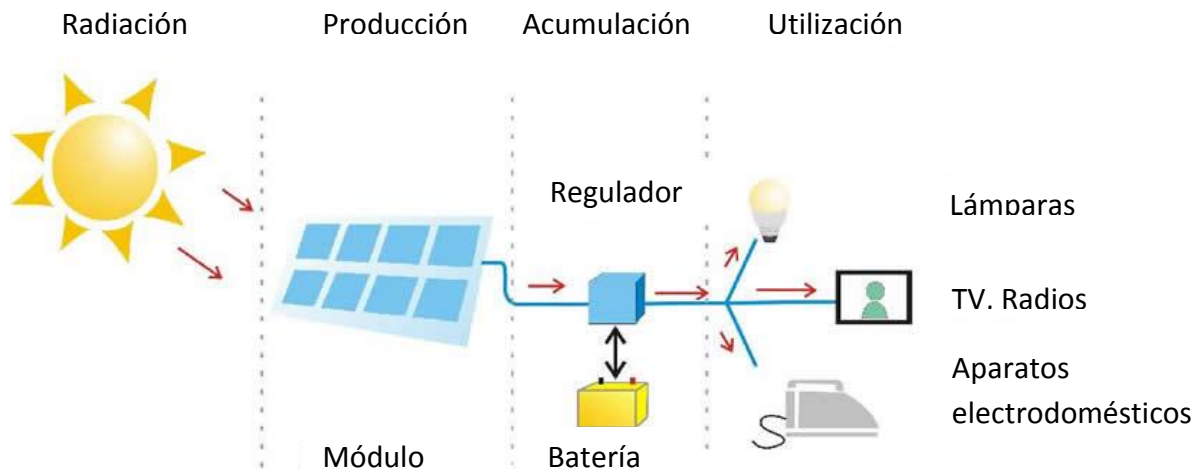 Radiación Producción Acumulación Utilización
Regulador
Lámparas
TV. Radios
Aparatos
electrodomésticos
Módulo Batería